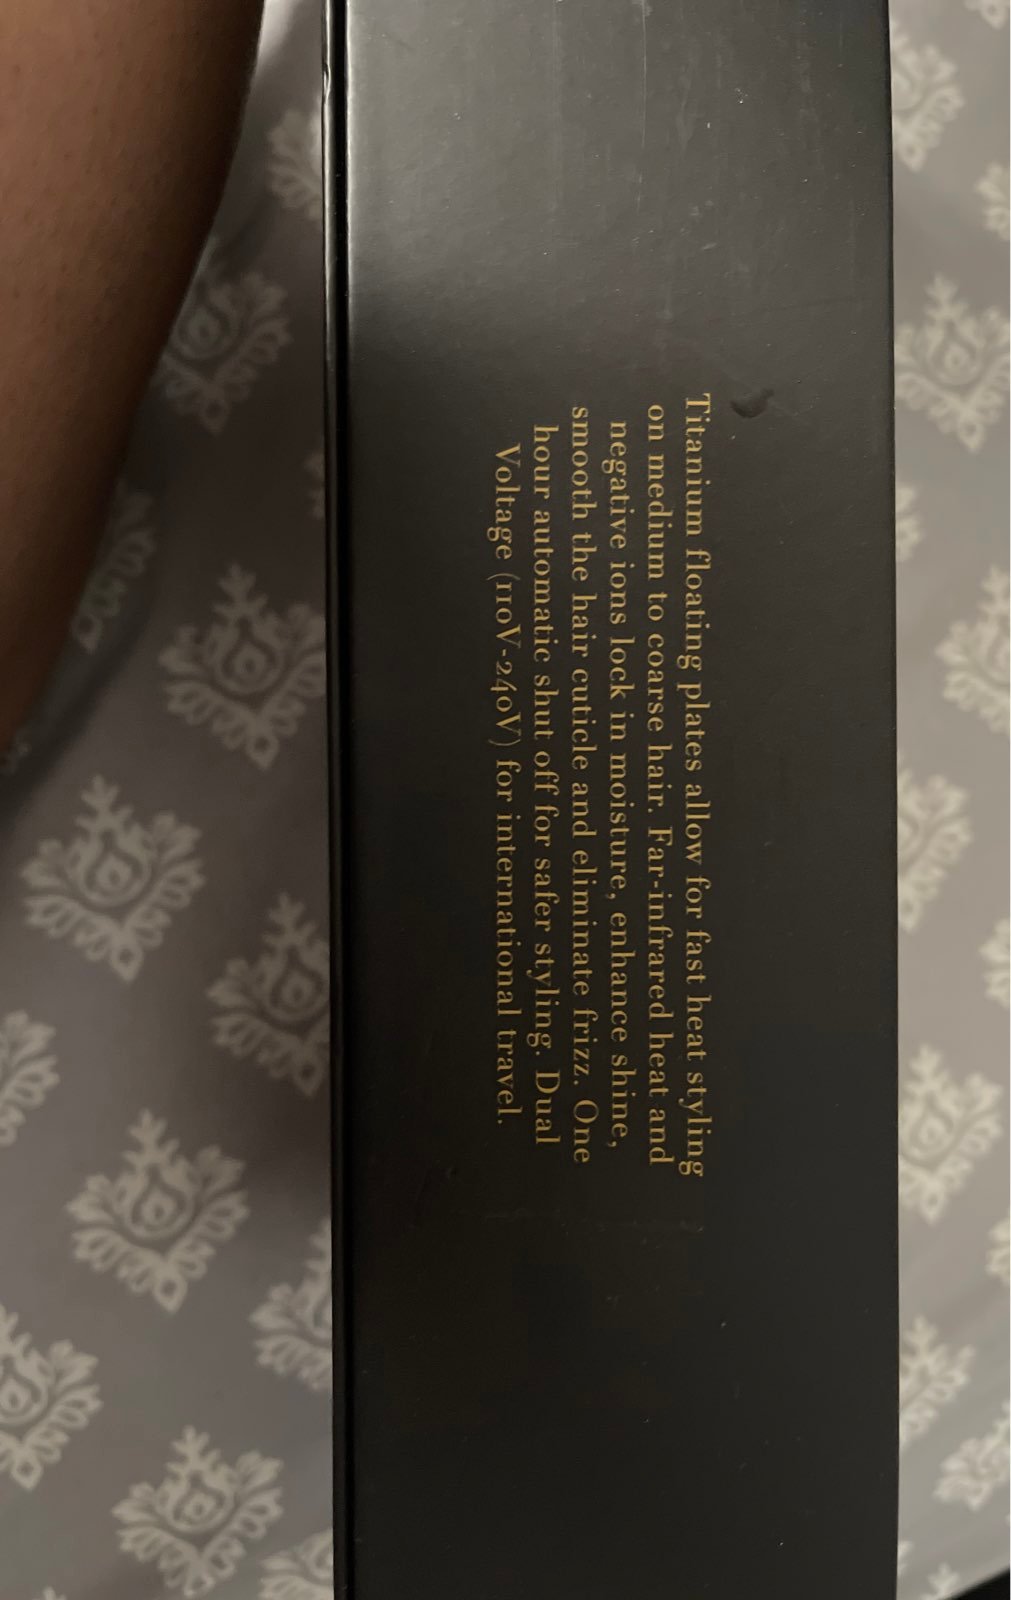 Titanium floating plates allow for fast heat styling
on medium to coarse hair. Far-infrared heat and
negative ions lock in moisture, enhance shine,
smooth the hair cuticle and eliminate frizz. One
hour automatic shut off for safer styling. Dual
Voltage (110V-240V) for international travel.